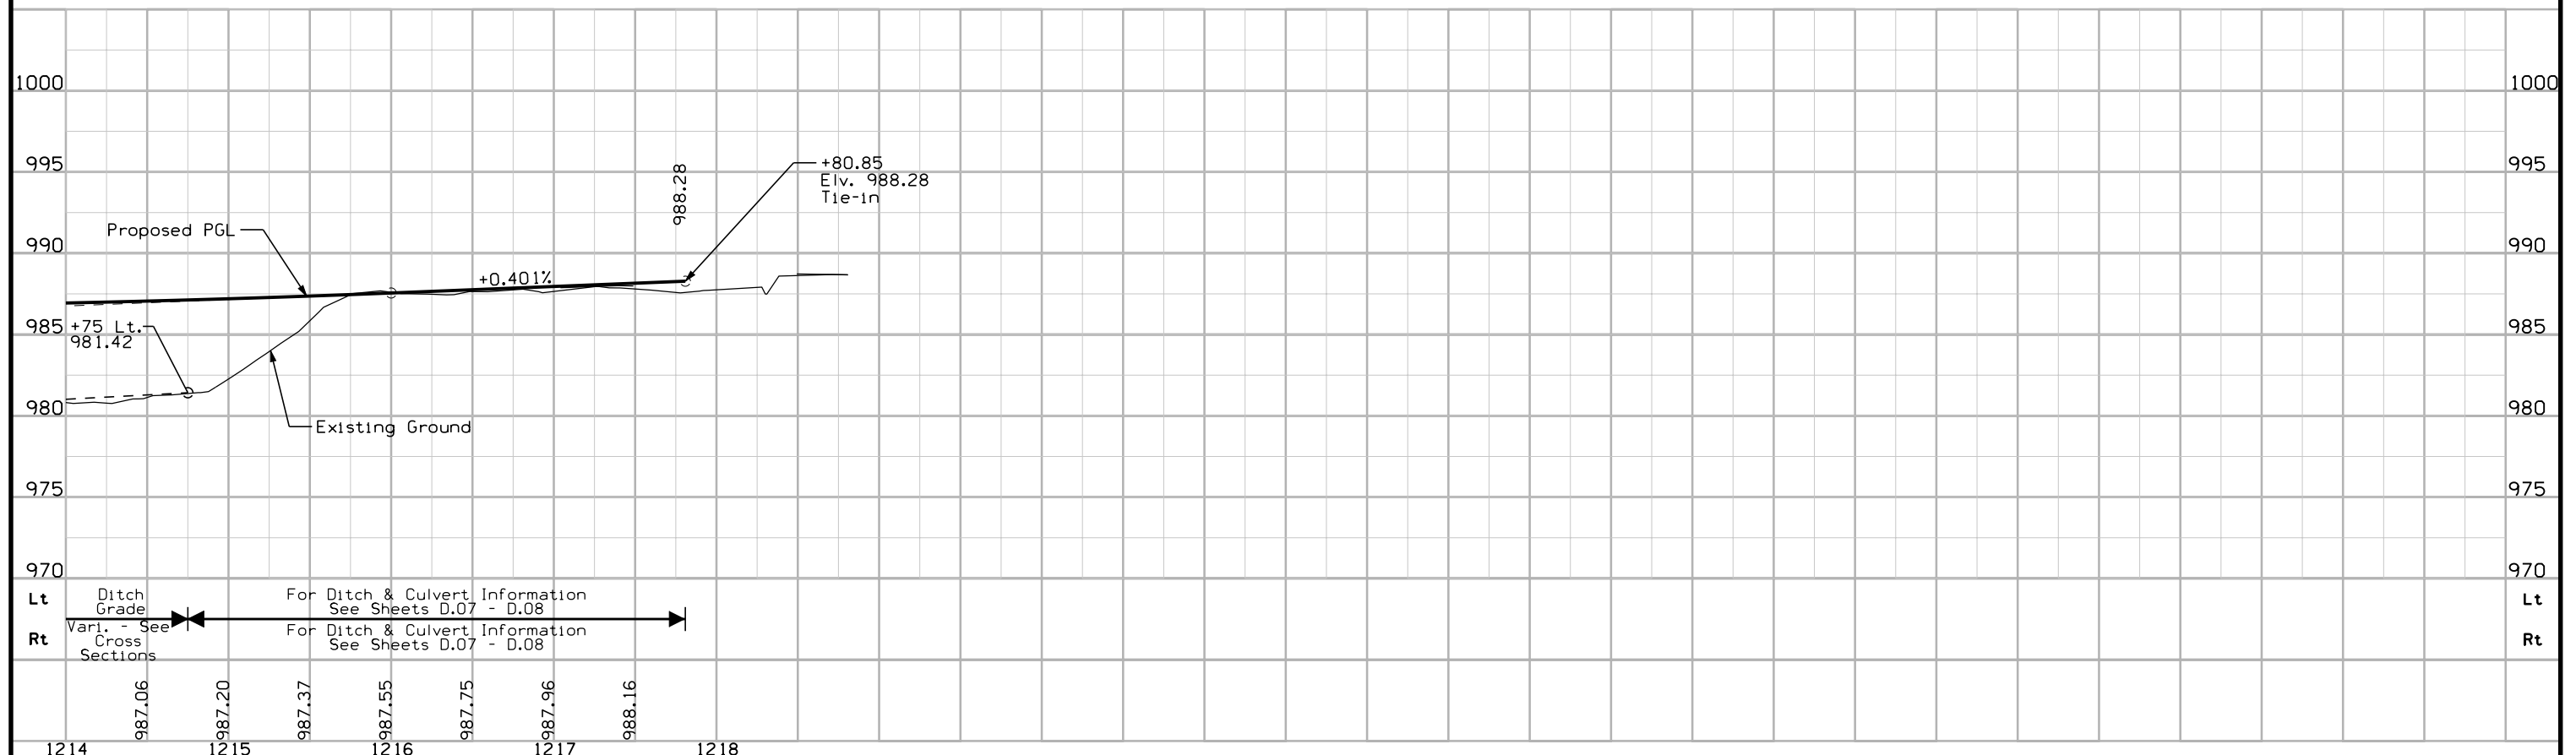 1000
1000
995
988.28
+80.85
995
Elv. 988.28
Tie-in
Proposed PGL
990
990
+0.401%
985
+75 Lt.
985
981.42
980
980
Existing Ground
975
975
970
970
Lt
Ditch
For Ditch & Culvert Information
Lt
Grade
See Sheets D.07 - D.08
Rt
Vari. - See
For Ditch & Culvert Information
Rt
Cross
See Sheets D.07 - D.08
Sections
987.06
987.20
987.37
987.55
987.75
987.96
988.16
1214
1215
1216
1217
1218